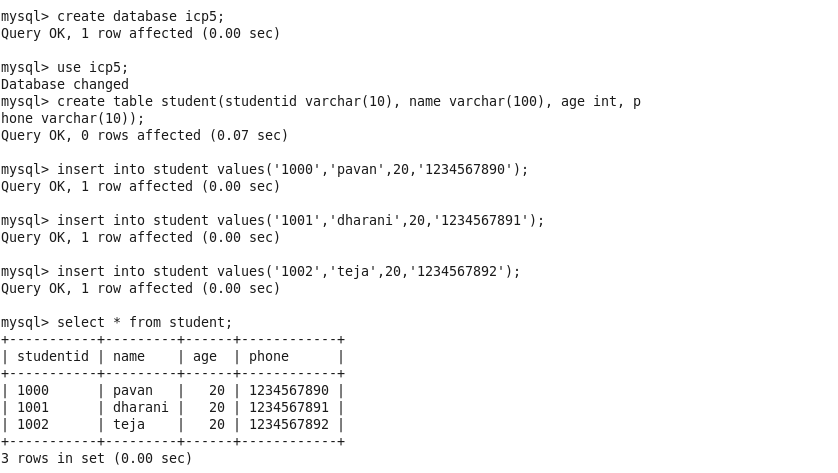 mysql> create database icp5;
Query OK, 1 row affected (0.00 sec)

mysql> use icp5;
Database changed
mysql> create table student(studentid varchar(10), name varchar(100), age int, p
hone varchar(10));
Query OK, 0 rows affected (0.07 sec)

mysql> insert into student values('1000','pavan',20,'1234567890');
Query OK, 1 row affected (0.00 sec)

mysql> insert into student values('1001','dharani',20,'1234567891');
Query OK, 1 row affected (0.00 sec)

mysql> insert into student values('1002','teja',20,'1234567892');
Query OK, 1 row affected (0.00 sec)

mysql> select * from student;
+-----------+---------+------+------------+
| studentid | name    | age  | phone      |
+-----------+---------+------+------------+
| 1000      | pavan   |   20 | 1234567890 |
| 1001      | dharani |   20 | 1234567891 |
| 1002      | teja    |   20 | 1234567892 |
+-----------+---------+------+------------+
3 rows in set (0.00 sec)